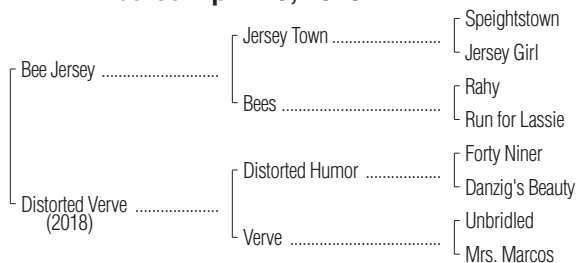 Speightstown
Jersey Town ..............................
Jersey Girl
Bee Jersey ................................
Rahy
Bees ............................................
Run for Lassie
Forty Niner
Distorted Humor ....................
Danzig's Beauty
Distorted Verve ......................
(2018)
Unbridled
Verve ..........................................
Mrs. Marcos